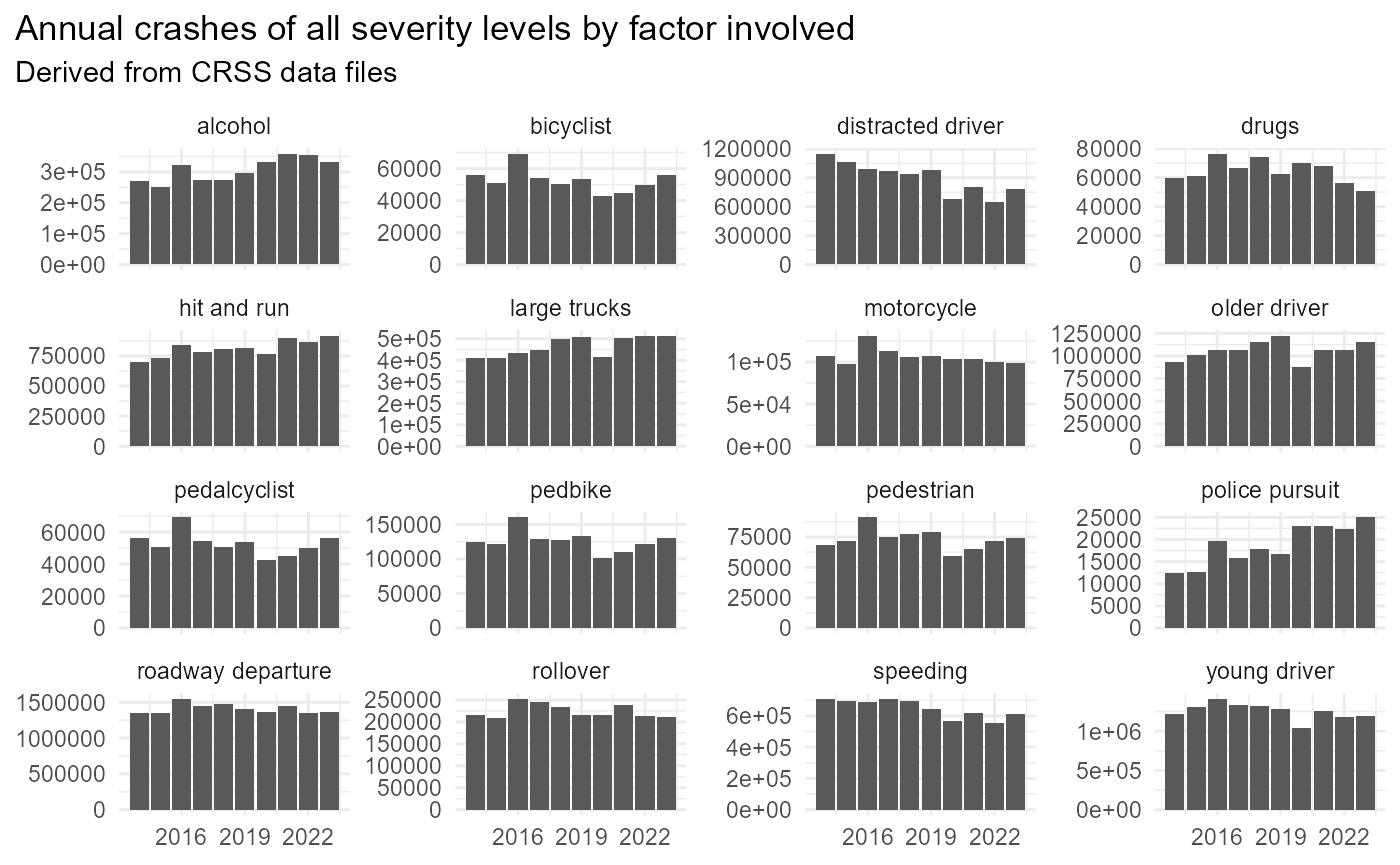 Annual crashes of all severity levels by factor involved
Derived from CRSS data files
alcohol
3e+05
2e+05
1e+05
0e+00
bicyclist
60000
40000
20000
0
distracted driver
1200000
900000
600000
300000
0
drugs
80000
60000
40000
20000
0
hit and run
750000
500000
250000
0
large trucks
5e+05
4e+05
3e+05
2e+05
1e+05
0e+00
motorcycle
1e+05
5e+04
0e+00
older driver
1250000
1000000
750000
500000
250000
0
pedalcyclist
60000
40000
20000
0
pedbike
150000
100000
50000
0
pedestrian
75000
50000
25000
0
police pursuit
25000
20000
15000
10000
5000
0
roadway departure
1500000
1000000
500000
0
2016 2019 2022
rollover
250000
200000
150000
100000
50000
0
2016 2019 2022
speeding
6e+05
4e+05
2e+05
0e+00
2016 2019 2022
young driver
1e+06
5e+05
0e+00
2016 2019 2022